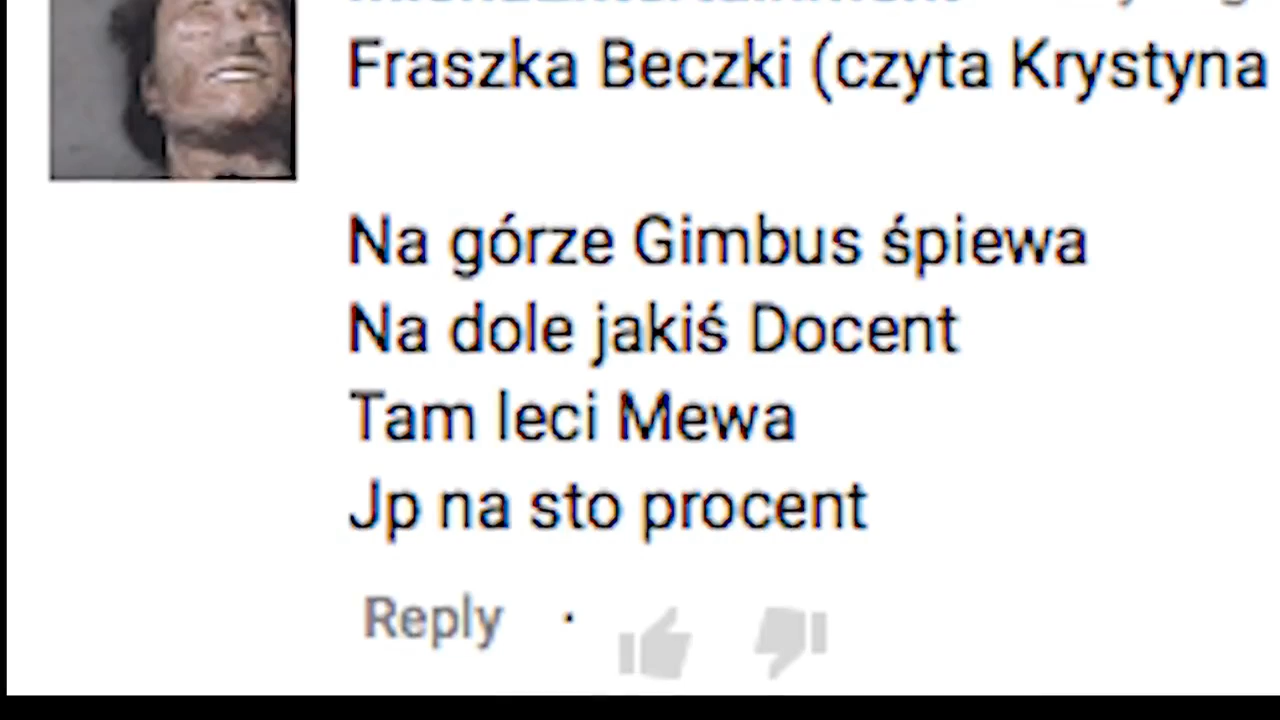 Fraszka Beczki (czyta Krystyna
Na górze Gimbus śpiewa
Na dole jakiś Docent
Tam leci Mewa
Jp na sto procent
Reply ·